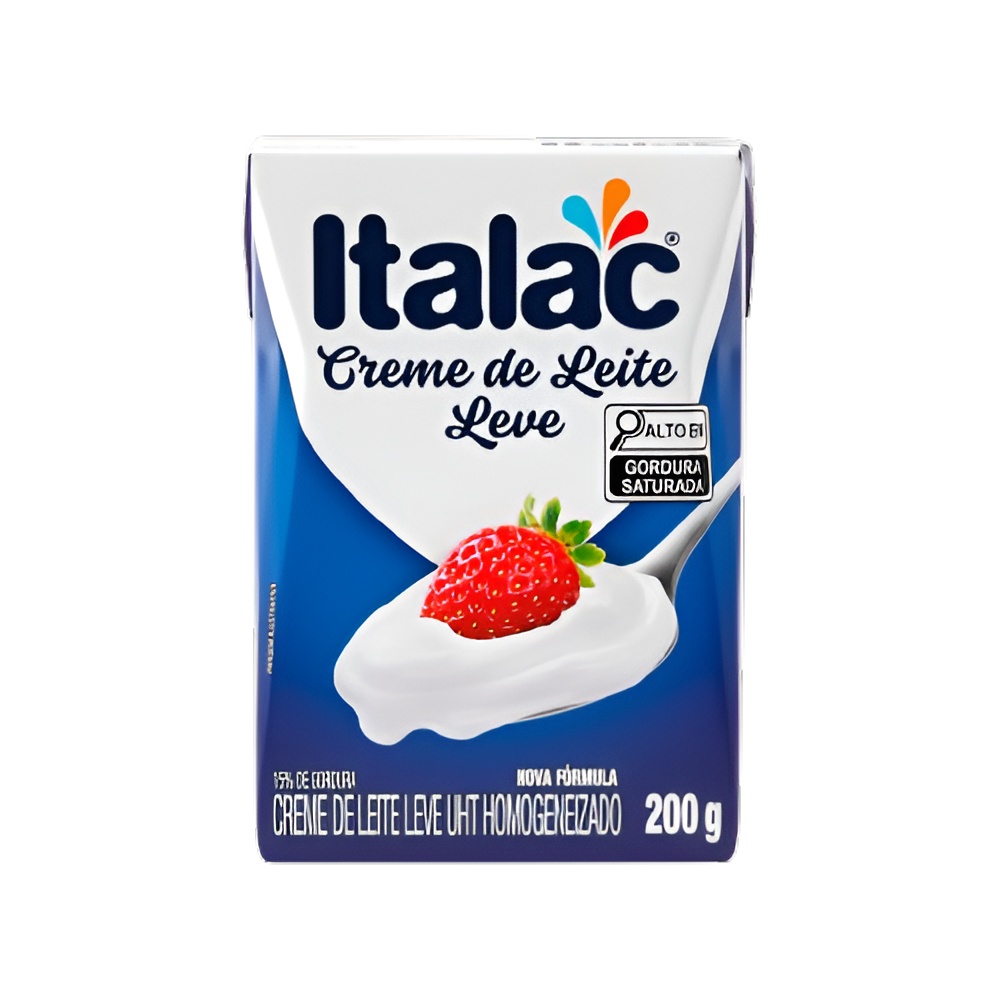 Italac®
Creme de Leite
Leve
ALTO EM
GORDURA
SATURADA
NOVA FÓRMULA
CREME DE LEITE LEVE UHT HOMOGENEIZADO
200 g